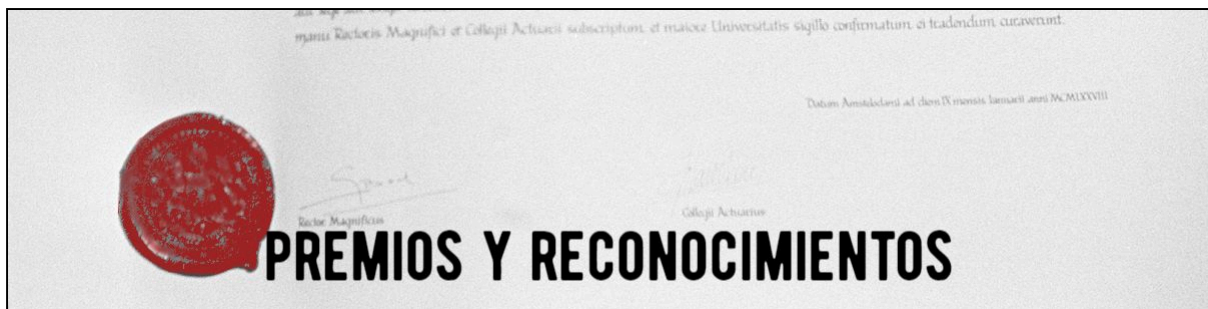 manu Rectoris Magnifici et Collegii Actuarii subscriptum, et maiore Universitatis sigillo confirmatum ei tradendum curaverunt.
Datum Amstelodami ad diem IX mensis Ianuarii anni MCMLXXVIII
Rector Magnificus
Collegii Actuarius
PREMIOS Y RECONOCIMIENTOS